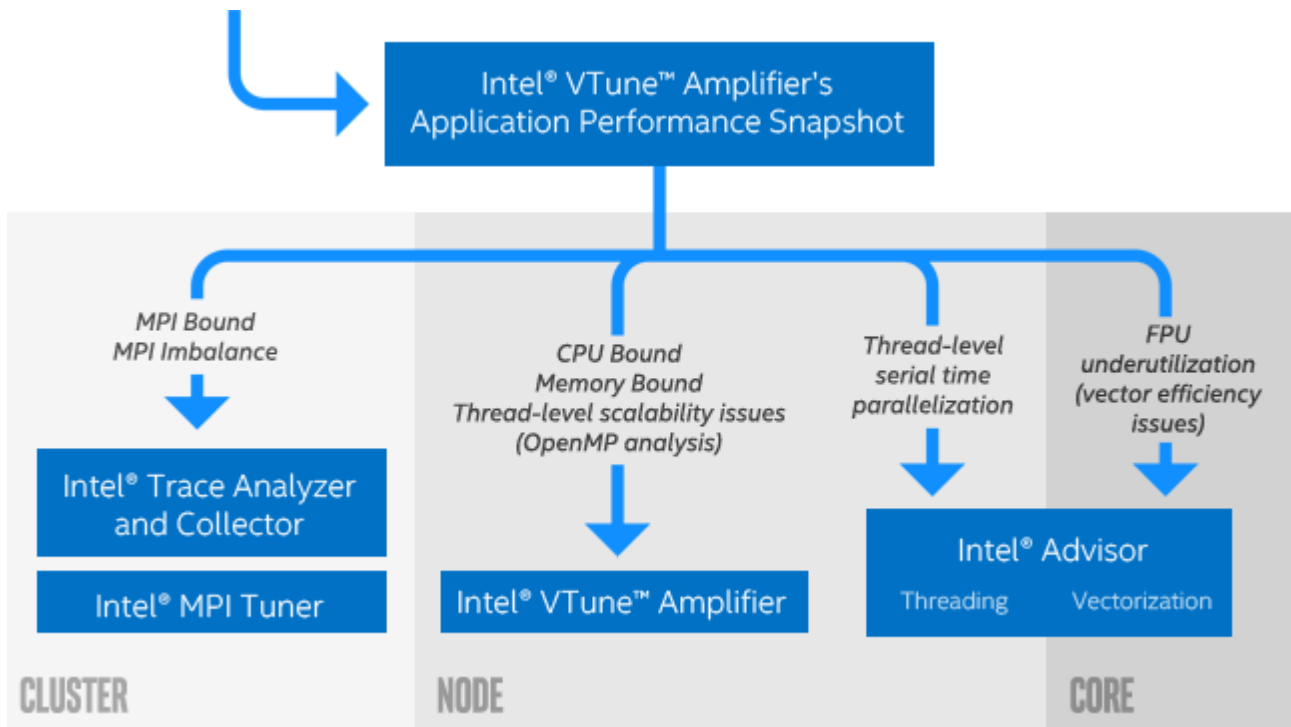 Intel® VTune™ Amplifier's
Application Performance Snapshot
MPI Bound
MPI Imbalance
CPU Bound
Memory Bound
Thread-level scalability issues
(OpenMP analysis)
Thread-level
serial time
parallelization
FPU
underutilization
(vector efficiency
issues)
Intel® Trace Analyzer
and Collector
Intel® MPI Tuner
Intel® VTune™ Amplifier
Intel® Advisor
Threading
Vectorization
CLUSTER
NODE
CORE